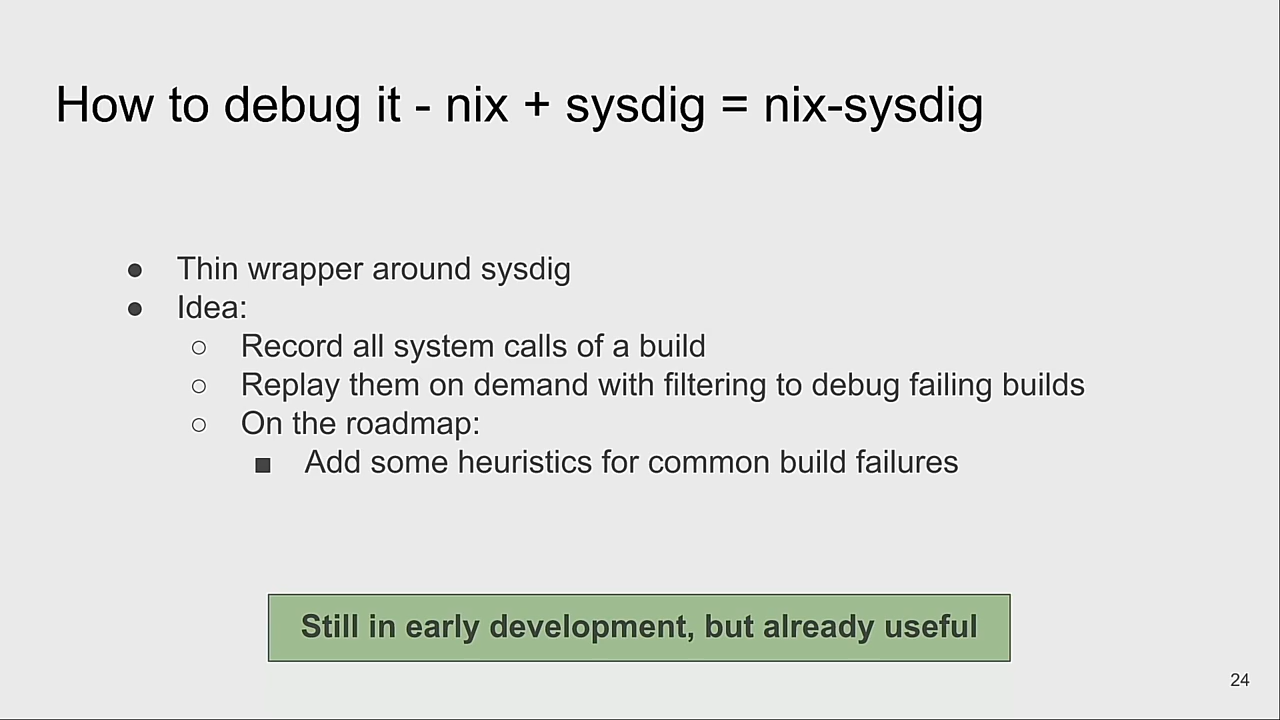 How to debug it - nix + sysdig = nix-sysdig
● Thin wrapper around sysdig
● Idea:
○ Record all system calls of a build
○ Replay them on demand with filtering to debug failing builds
○ On the roadmap:
■ Add some heuristics for common build failures
Still in early development, but already useful
24